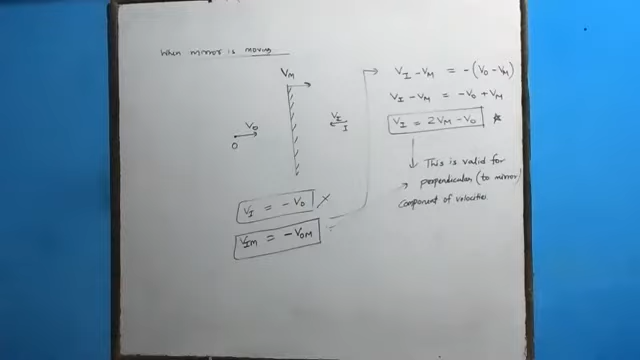 When mirror is moving
V_M
V_O
O
V_I
I
V_I = -V_O ×
V_IM = -V_OM
V_I - V_M = -(V_O - V_M)
V_I - V_M = -V_O + V_M
V_I = 2V_M - V_O
This is valid for
perpendicular (to mirror)
component of velocities